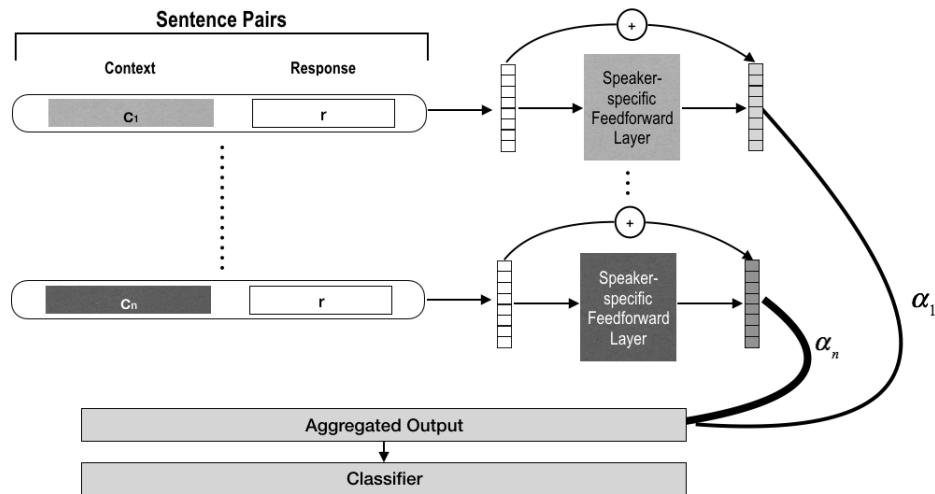 Sentence Pairs
Context
Response
C1
r
+
Speaker-
specific
Feedforward
Layer
Cn
r
+
Speaker-
specific
Feedforward
Layer
α1
αn
Aggregated Output
Classifier